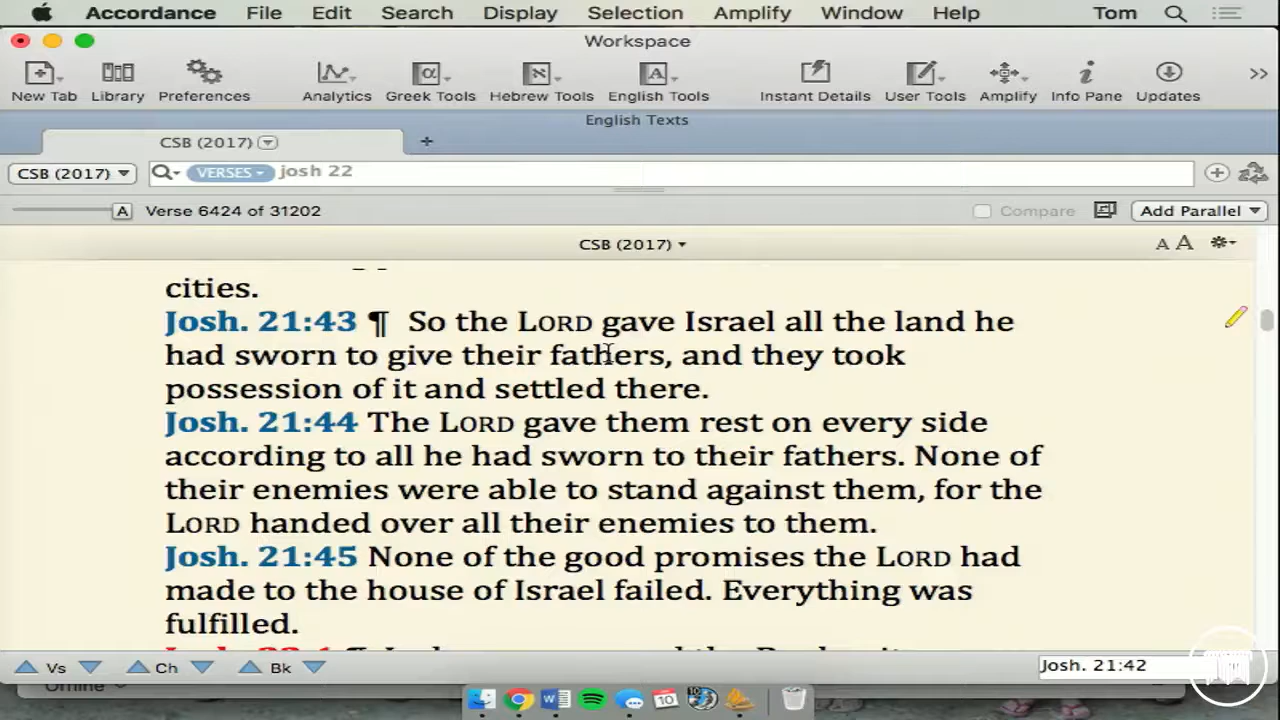 Accordance File Edit Search Display Selection Amplify Window Help Tom
Workspace
New Tab Library Preferences Analytics Greek Tools Hebrew Tools English Tools Instant Details User Tools Amplify Info Pane Updates
English Texts
CSB (2017)
CSB (2017) VERSES josh 22
A Verse 6424 of 31202 Compare Add Parallel
CSB (2017) A A
cities.
Josh. 21:43 ¶ So the LORD gave Israel all the land he
had sworn to give their fathers, and they took
possession of it and settled there.
Josh. 21:44 The LORD gave them rest on every side
according to all he had sworn to their fathers. None of
their enemies were able to stand against them, for the
LORD handed over all their enemies to them.
Josh. 21:45 None of the good promises the LORD had
made to the house of Israel failed. Everything was
fulfilled.
Vs Ch Bk Josh. 21:42
Offline
10